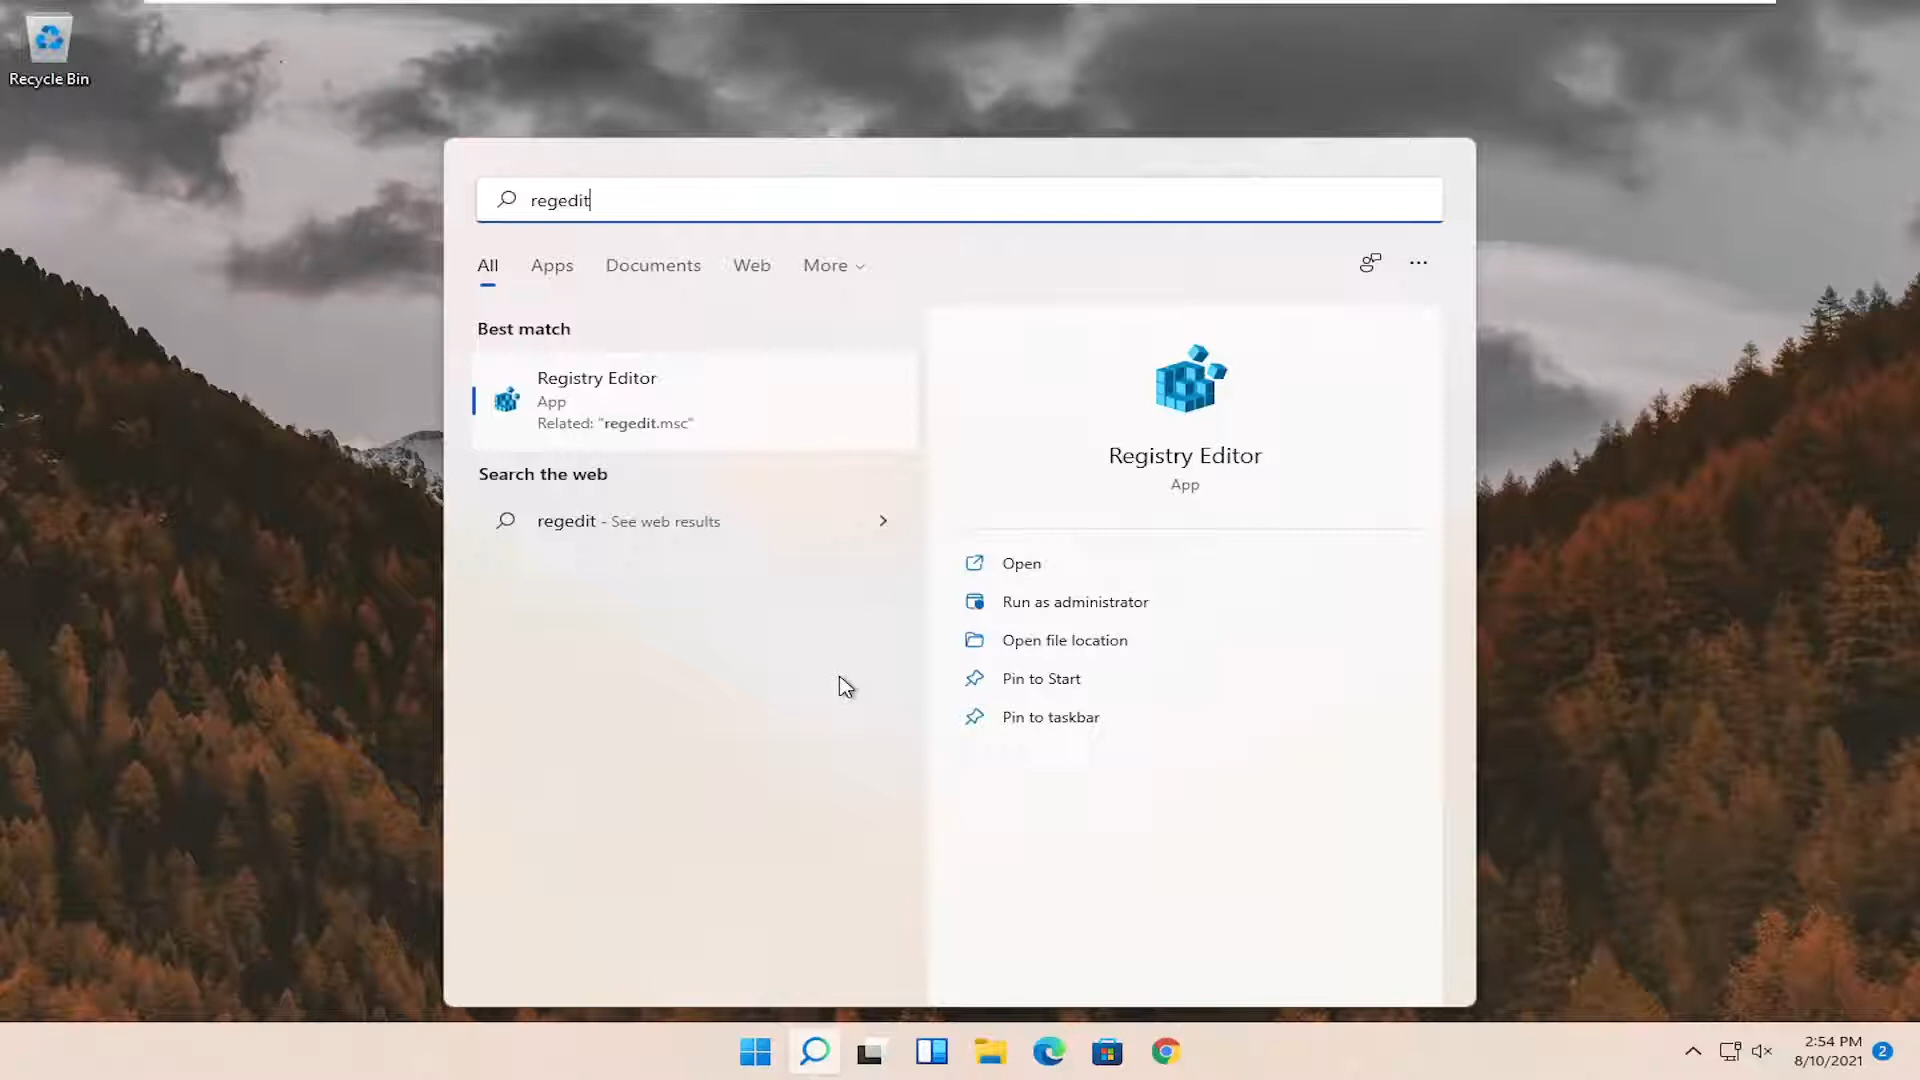 Recycle Bin
regedit
All Apps Documents Web More
Best match
Registry Editor
App
Related: "regedit.msc"
Search the web
regedit - See web results
Registry Editor
App
Open
Run as administrator
Open file location
Pin to Start
Pin to taskbar
2:54 PM
8/10/2021
2